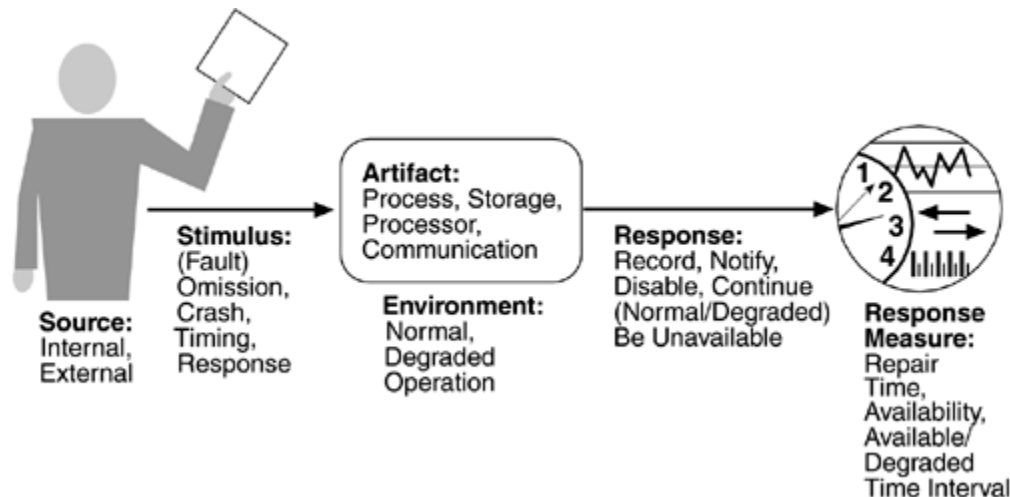 Source:
Internal,
External
Stimulus:
(Fault)
Omission,
Crash,
Timing,
Response
Artifact:
Process, Storage,
Processor,
Communication
Environment:
Normal,
Degraded
Operation
Response:
Record, Notify,
Disable, Continue
(Normal/Degraded)
Be Unavailable
1
2
3
4
Response
Measure:
Repair
Time,
Availability,
Available/
Degraded
Time Interval